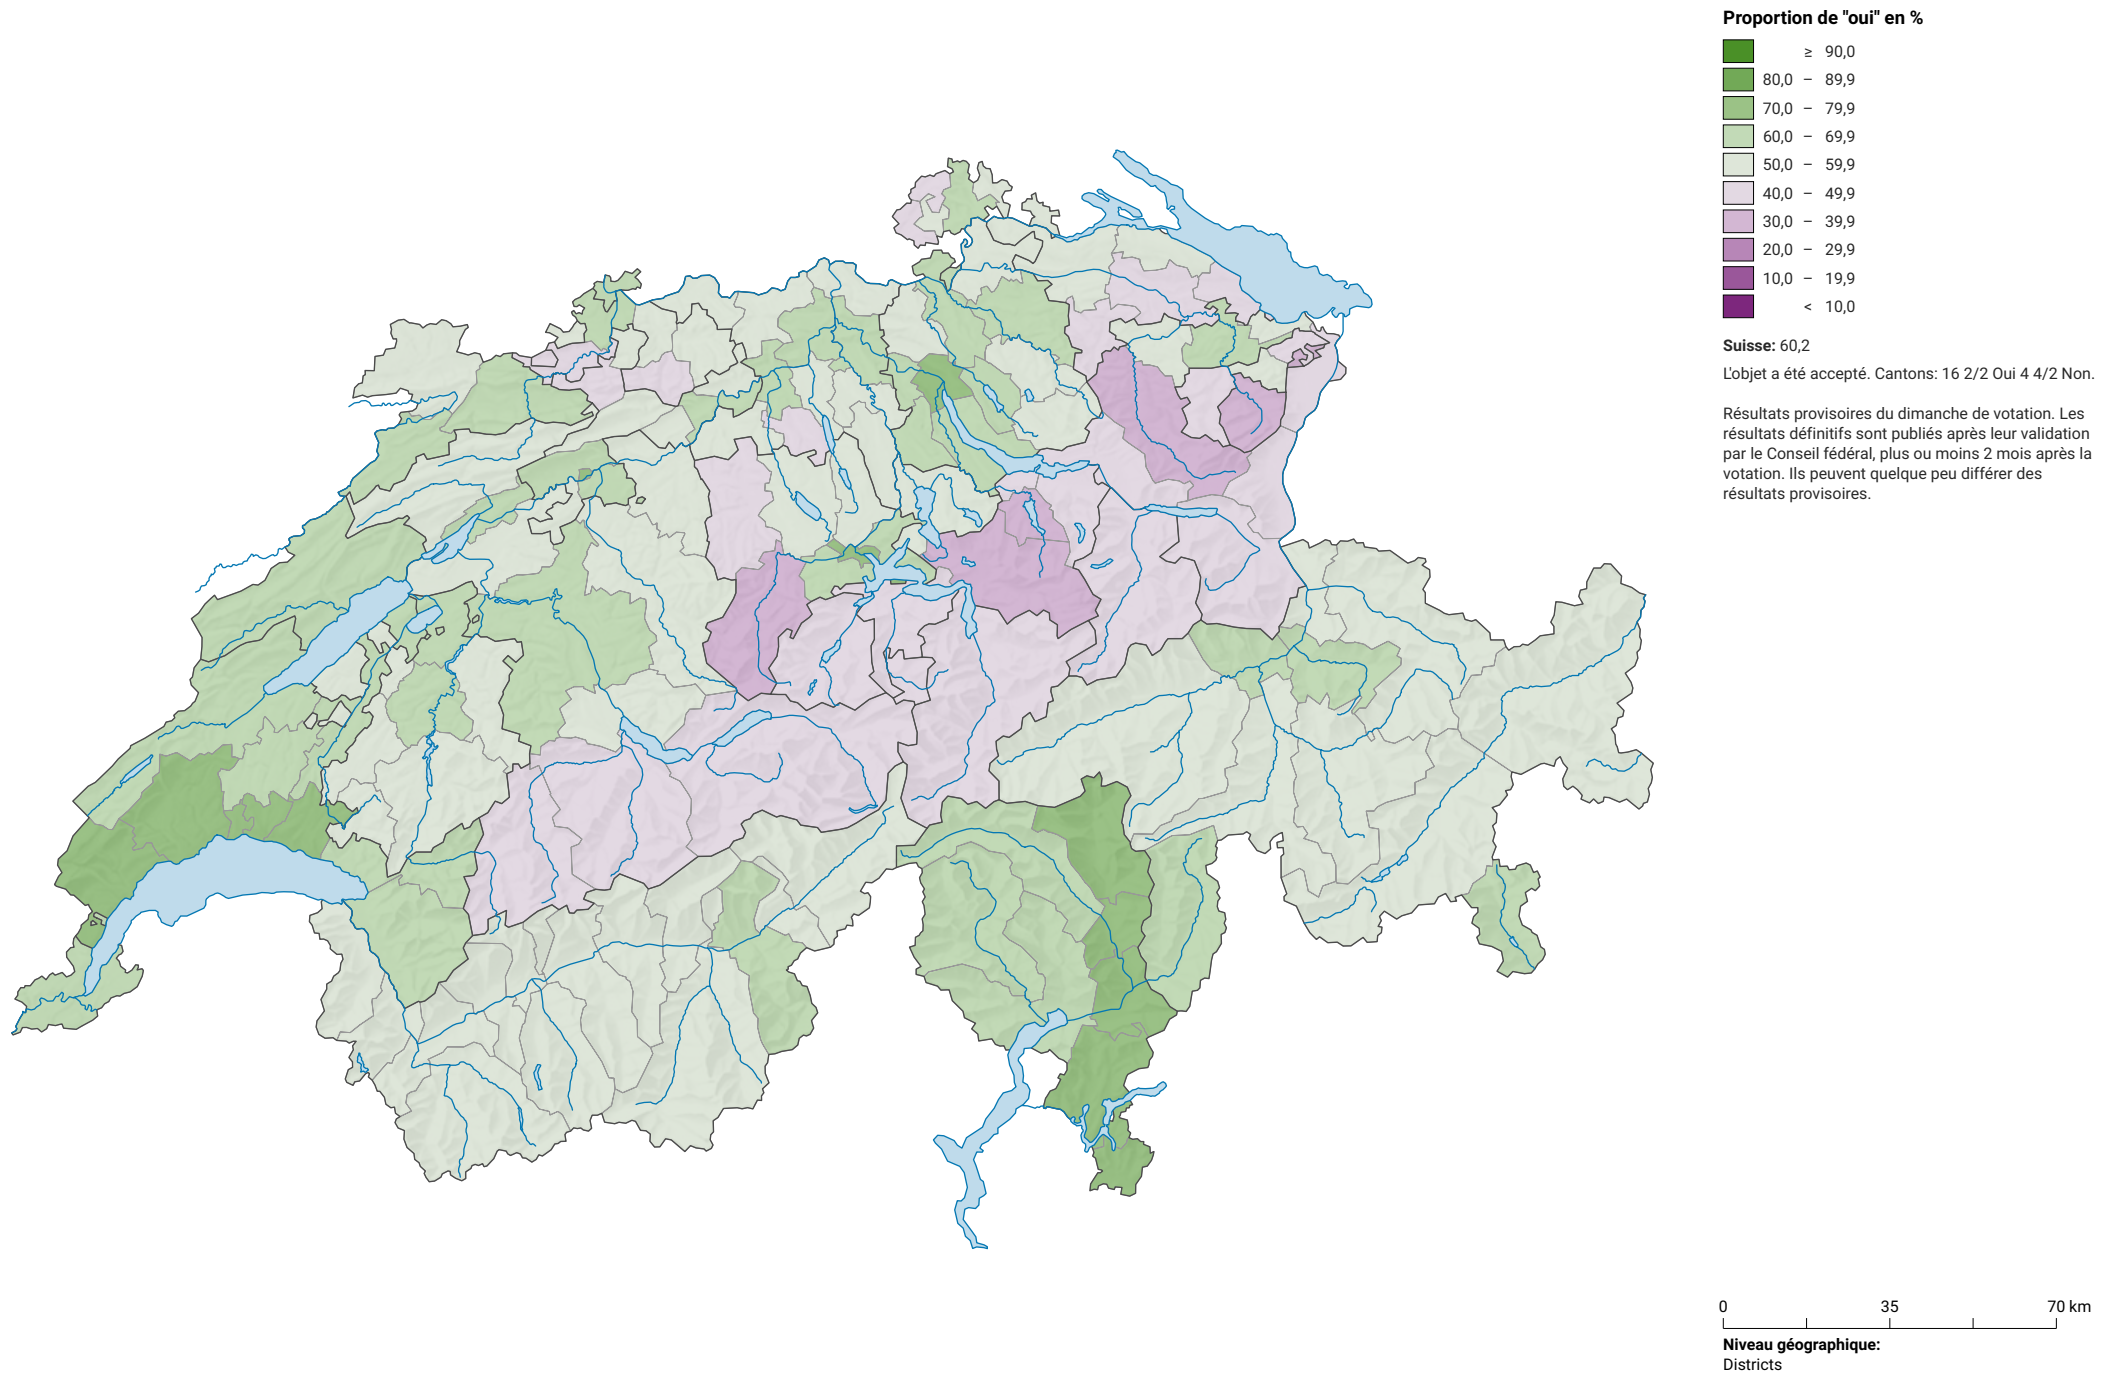 Proportion de "oui" en %
≥ 90,0
80,0 – 89,9
70,0 – 79,9
60,0 – 69,9
50,0 – 59,9
40,0 – 49,9
30,0 – 39,9
20,0 – 29,9
10,0 – 19,9
< 10,0
Suisse: 60,2
L'objet a été accepté. Cantons: 16 2/2 Oui 4 4/2 Non.
Résultats provisoires du dimanche de votation. Les
résultats définitifs sont publiés après leur validation
par le Conseil fédéral, plus ou moins 2 mois après la
votation. Ils peuvent quelque peu différer des
résultats provisoires.
0 35 70 km
Niveau géographique:
Districts